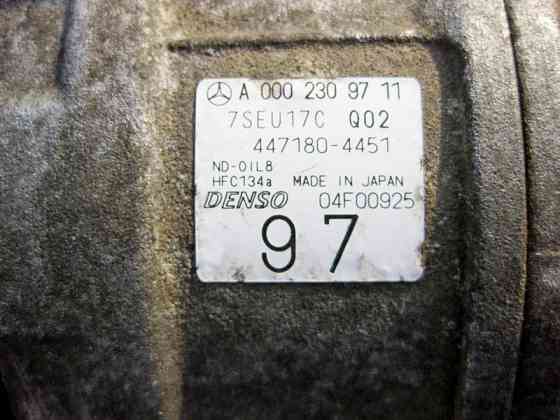 A 000 230 97 11
7SEU17C Q02
447180-4451
ND-OIL8
HFC134a MADE IN JAPAN
DENSO 04F00925
97